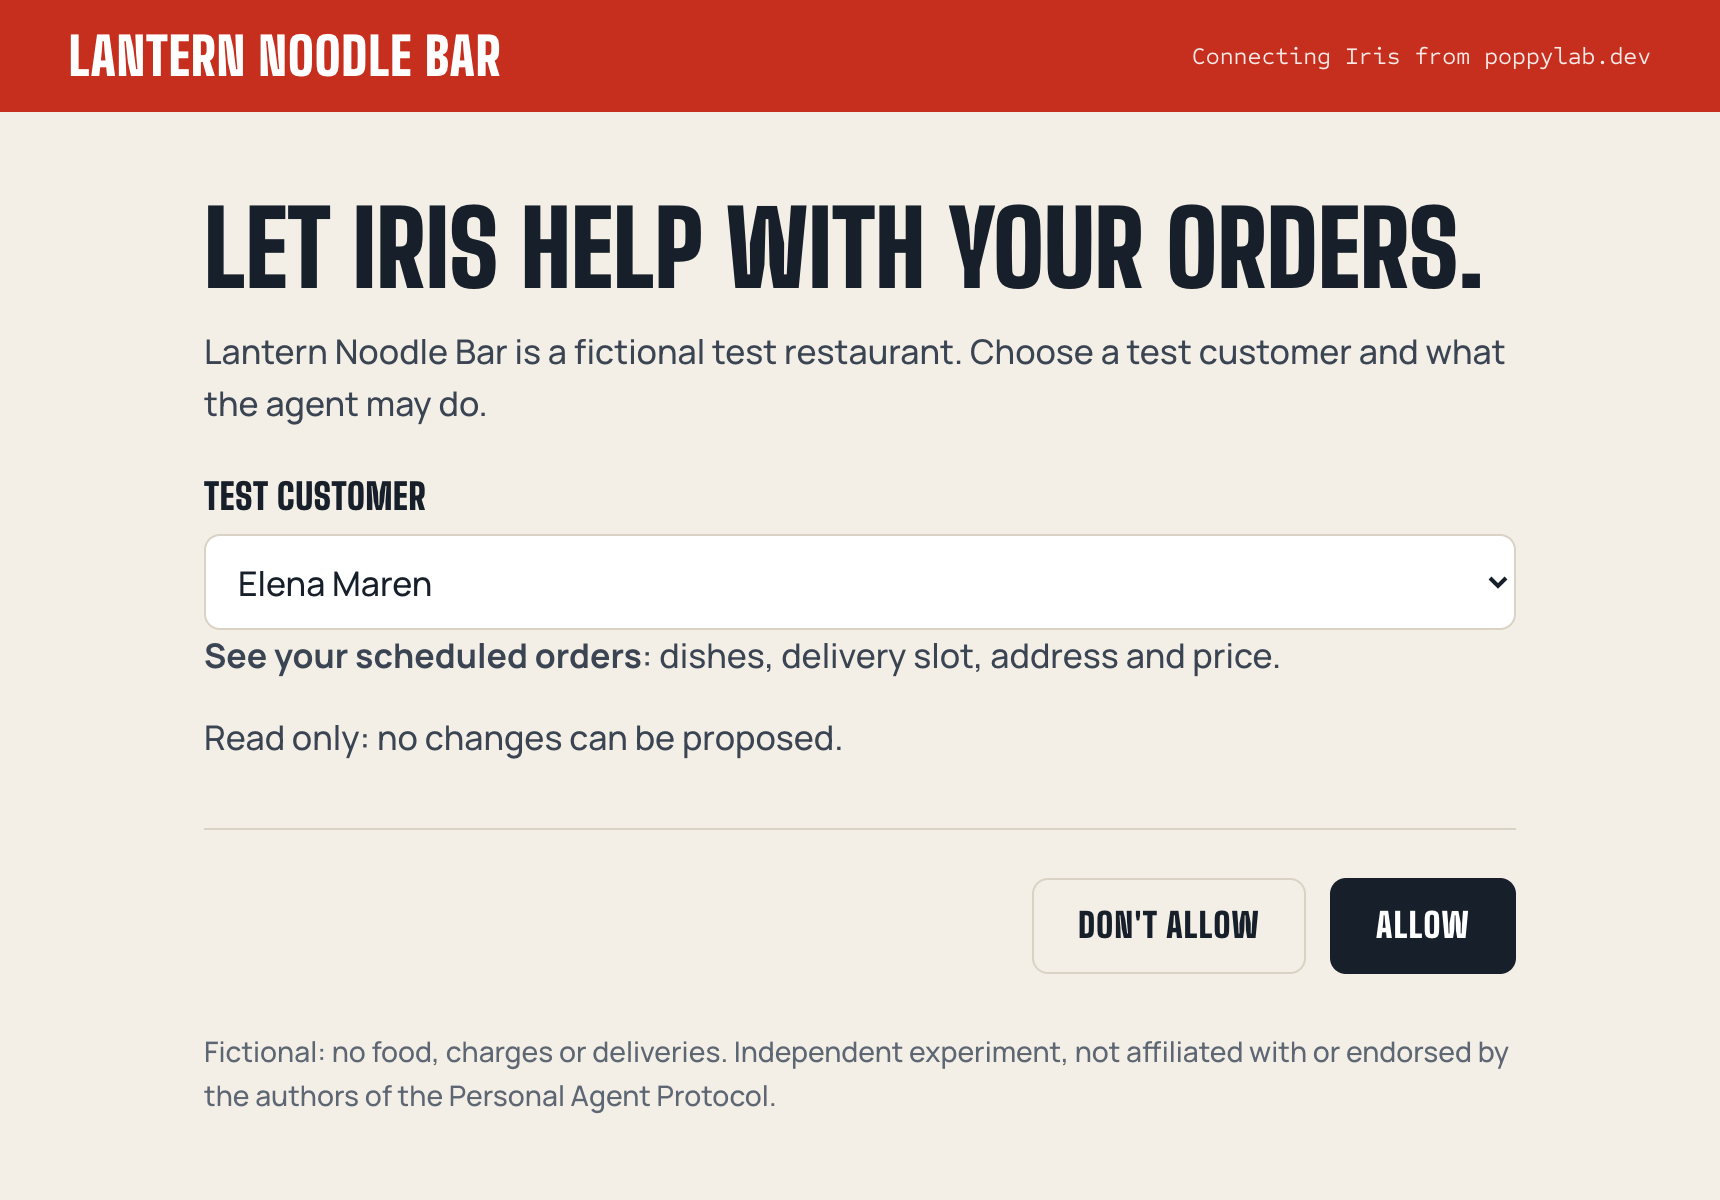 LANTERN NOODLE BAR
Connecting Iris from poppylab.dev
LET IRIS HELP WITH YOUR ORDERS.
Lantern Noodle Bar is a fictional test restaurant. Choose a test customer and what
the agent may do.
TEST CUSTOMER
Elena Maren
See your scheduled orders: dishes, delivery slot, address and price.
Read only: no changes can be proposed.
DON'T ALLOW
ALLOW
Fictional: no food, charges or deliveries. Independent experiment, not affiliated with or endorsed by
the authors of the Personal Agent Protocol.